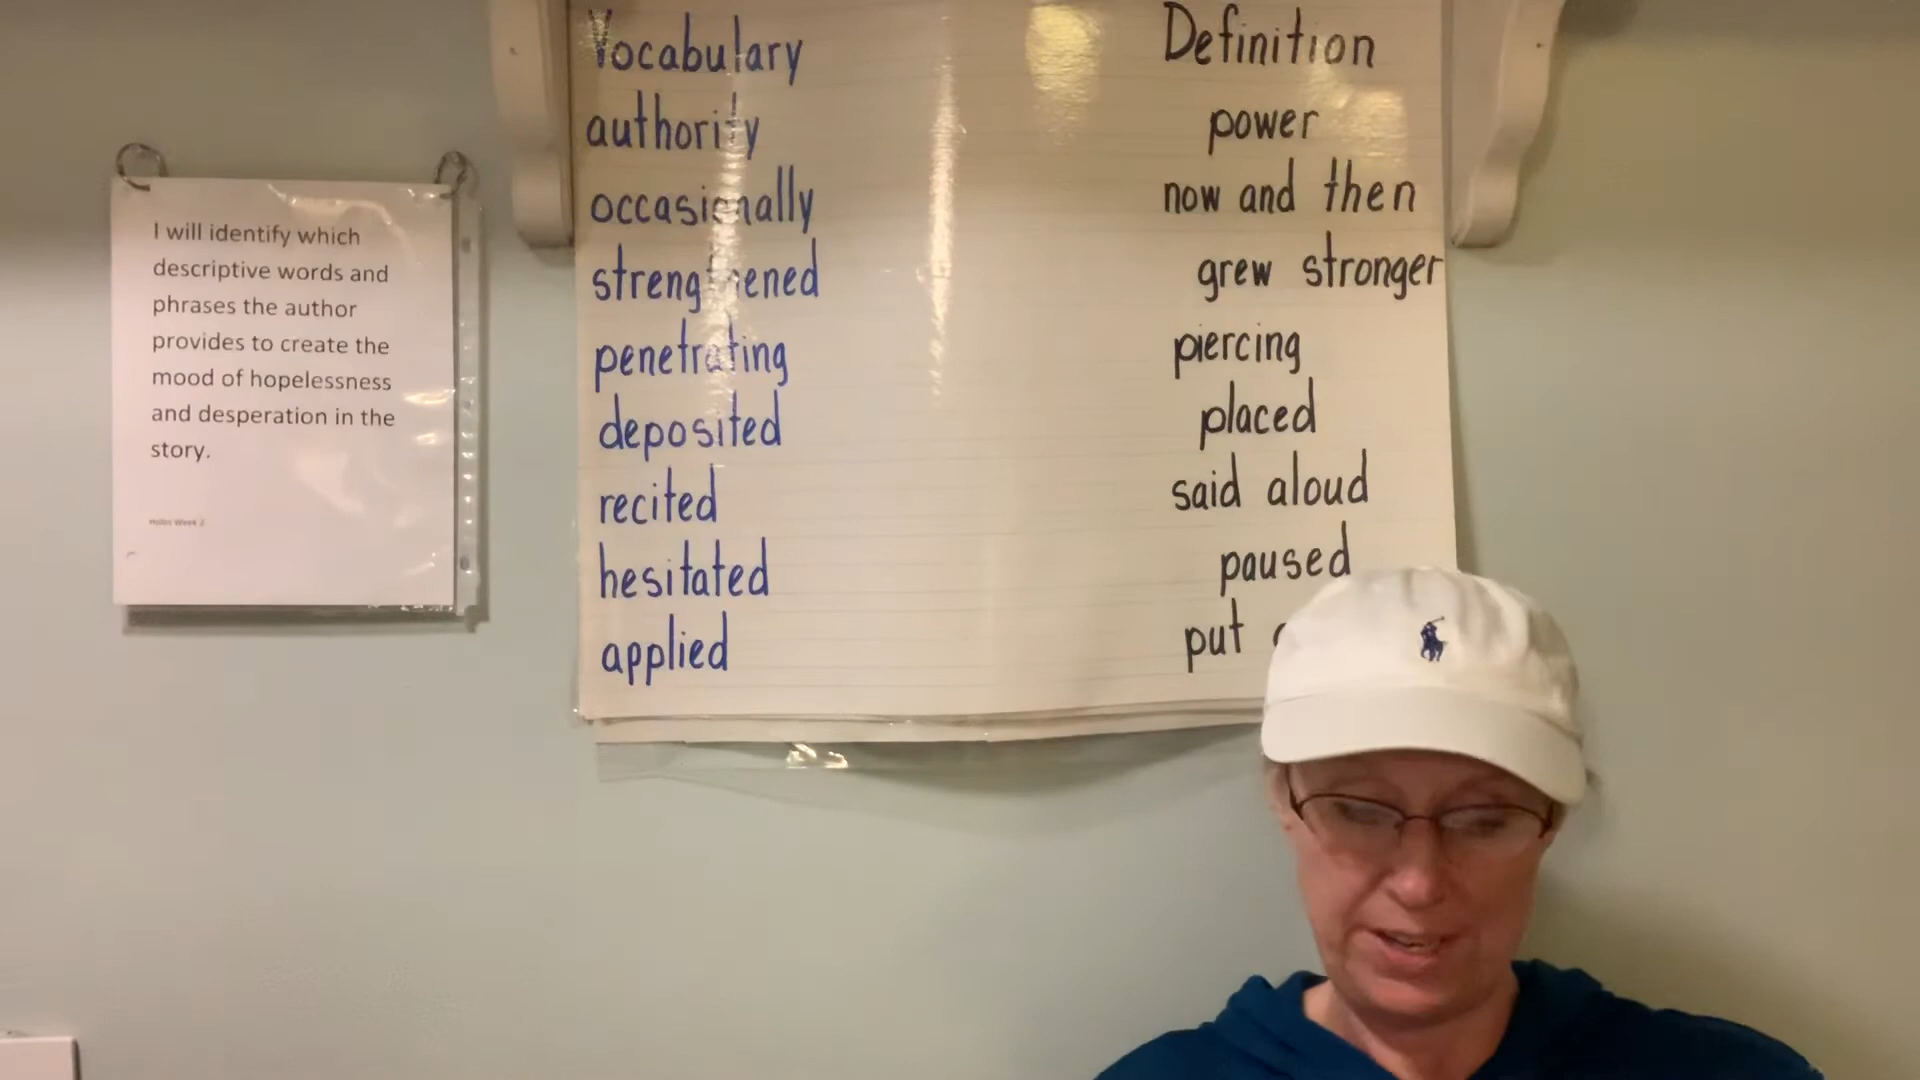 Vocabulary Definition
authority power
occasionally now and then
strengthened grew stronger
penetrating piercing
deposited placed
recited said aloud
hesitated paused
applied put
I will identify which
descriptive words and
phrases the author
provides to create the
mood of hopelessness
and desperation in the
story.
Week 2